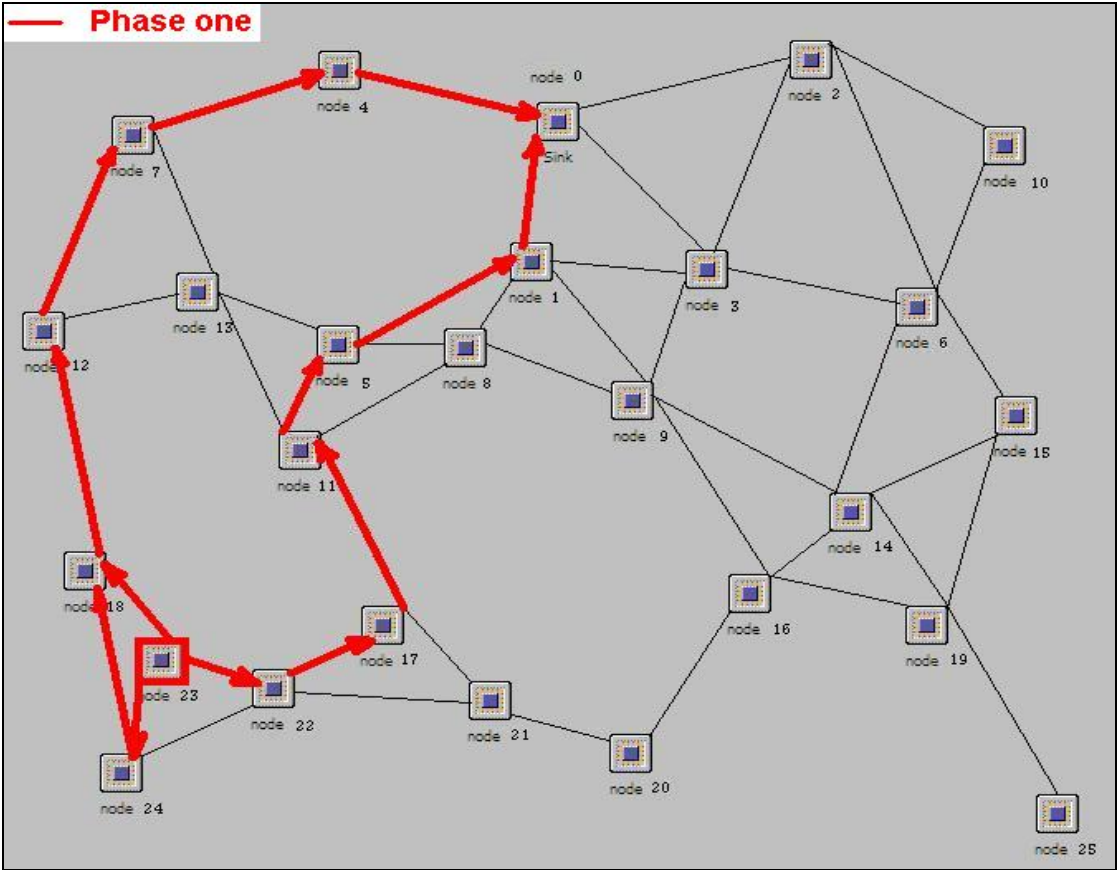 Phase one
node 0
Sink
node 2
node 4
node 7
node 10
node 1
node 3
node 13
node 6
node 12
node 5
node 8
node 9
node 15
node 11
node 14
node 18
node 16
node 17
node 19
node 23
node 22
node 21
node 20
node 24
node 25